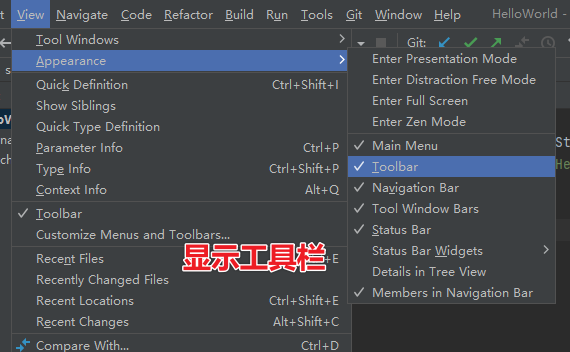 View Navigate Code Refactor Build Run Tools Git Window Help HelloWorld
Tool Windows
Appearance
Quick Definition Ctrl+Shift+I
Show Siblings
Quick Type Definition
Parameter Info Ctrl+P
Type Info Ctrl+Shift+P
Context Info Alt+Q
Toolbar
Customize Menus and Toolbars...
Recent Files
Recently Changed Files
Recent Locations Ctrl+Shift+E
Recent Changes Alt+Shift+C
Compare With... Ctrl+D
Git:
Enter Presentation Mode
Enter Distraction Free Mode
Enter Full Screen
Enter Zen Mode
Main Menu
Toolbar
Navigation Bar
Tool Window Bars
Status Bar
Status Bar Widgets
Details in Tree View
Members in Navigation Bar
显示工具栏